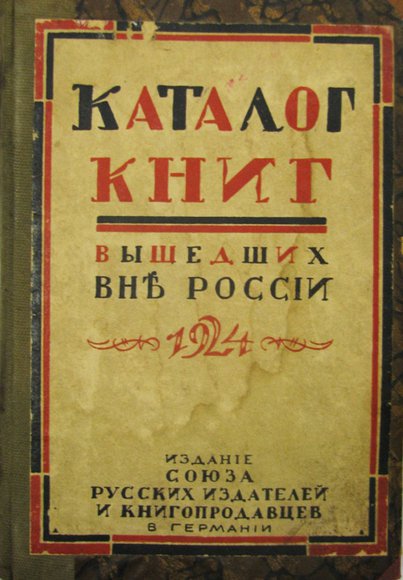 КАТАЛОГ
КНИГ
ВЫШЕДШИХ
ВНѢ РОССІИ
1924
ИЗДАНІЕ
СОЮЗА
РУССКИХ ИЗДАТЕЛЕЙ
И КНИГОПРОДАВЦЕВ
В ГЕРМАНІИ